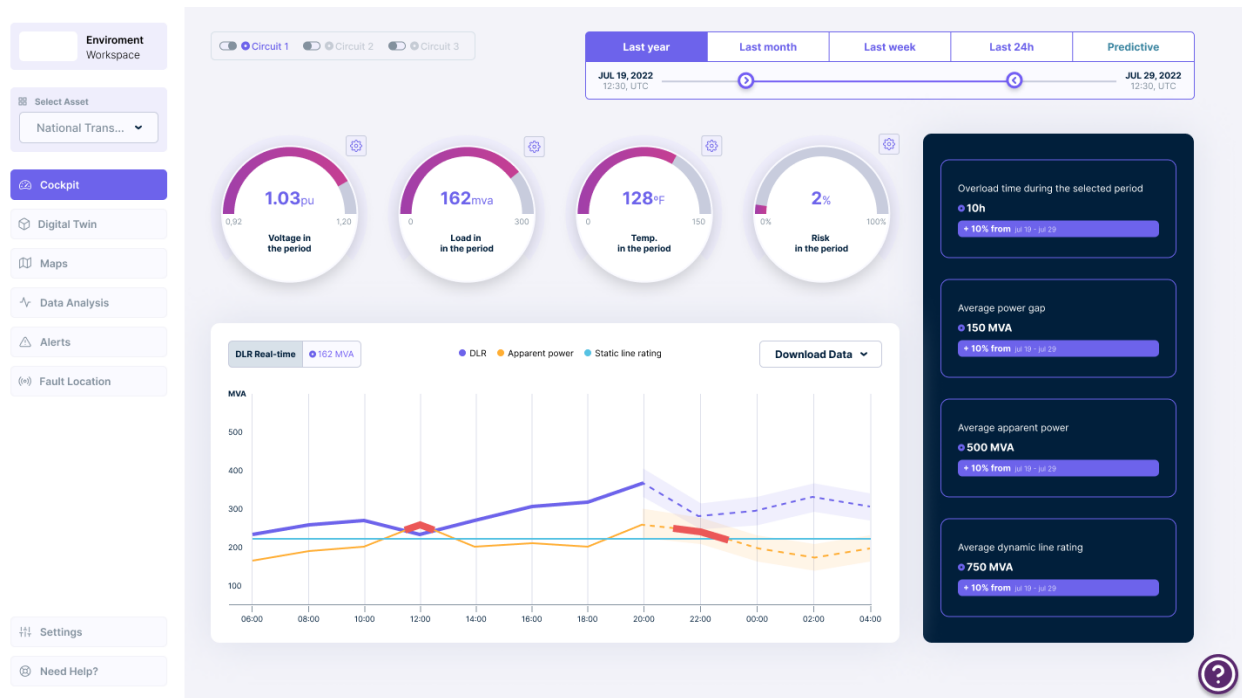 Enviroment
Workspace
Select Asset
National Trans...
Cockpit
Digital Twin
Maps
Data Analysis
Alerts
Fault Location
Settings
Need Help?
Circuit 1 Circuit 2 Circuit 3
Last year Last month Last week Last 24h Predictive
JUL 19, 2022 JUL 29, 2022
12:30, UTC 12:30, UTC
1.03pu
0,92 1,20
Voltage in
the period
162mva
0 300
Load in
in the period
128ºF
0 150
Temp.
in the period
2%
0% 100%
Risk
in the period
DLR Real-time 162 MVA
DLR Apparent power Static line rating
Download Data
MVA
500
400
300
200
100
06:00 08:00 10:00 12:00 14:00 16:00 18:00 20:00 22:00 00:00 02:00 04:00
Overload time during the selected period
10h
+ 10% from jul 19 - jul 29
Average power gap
150 MVA
+ 10% from jul 19 - jul 29
Average apparent power
500 MVA
+ 10% from jul 19 - jul 29
Average dynamic line rating
750 MVA
+ 10% from jul 19 - jul 29
?